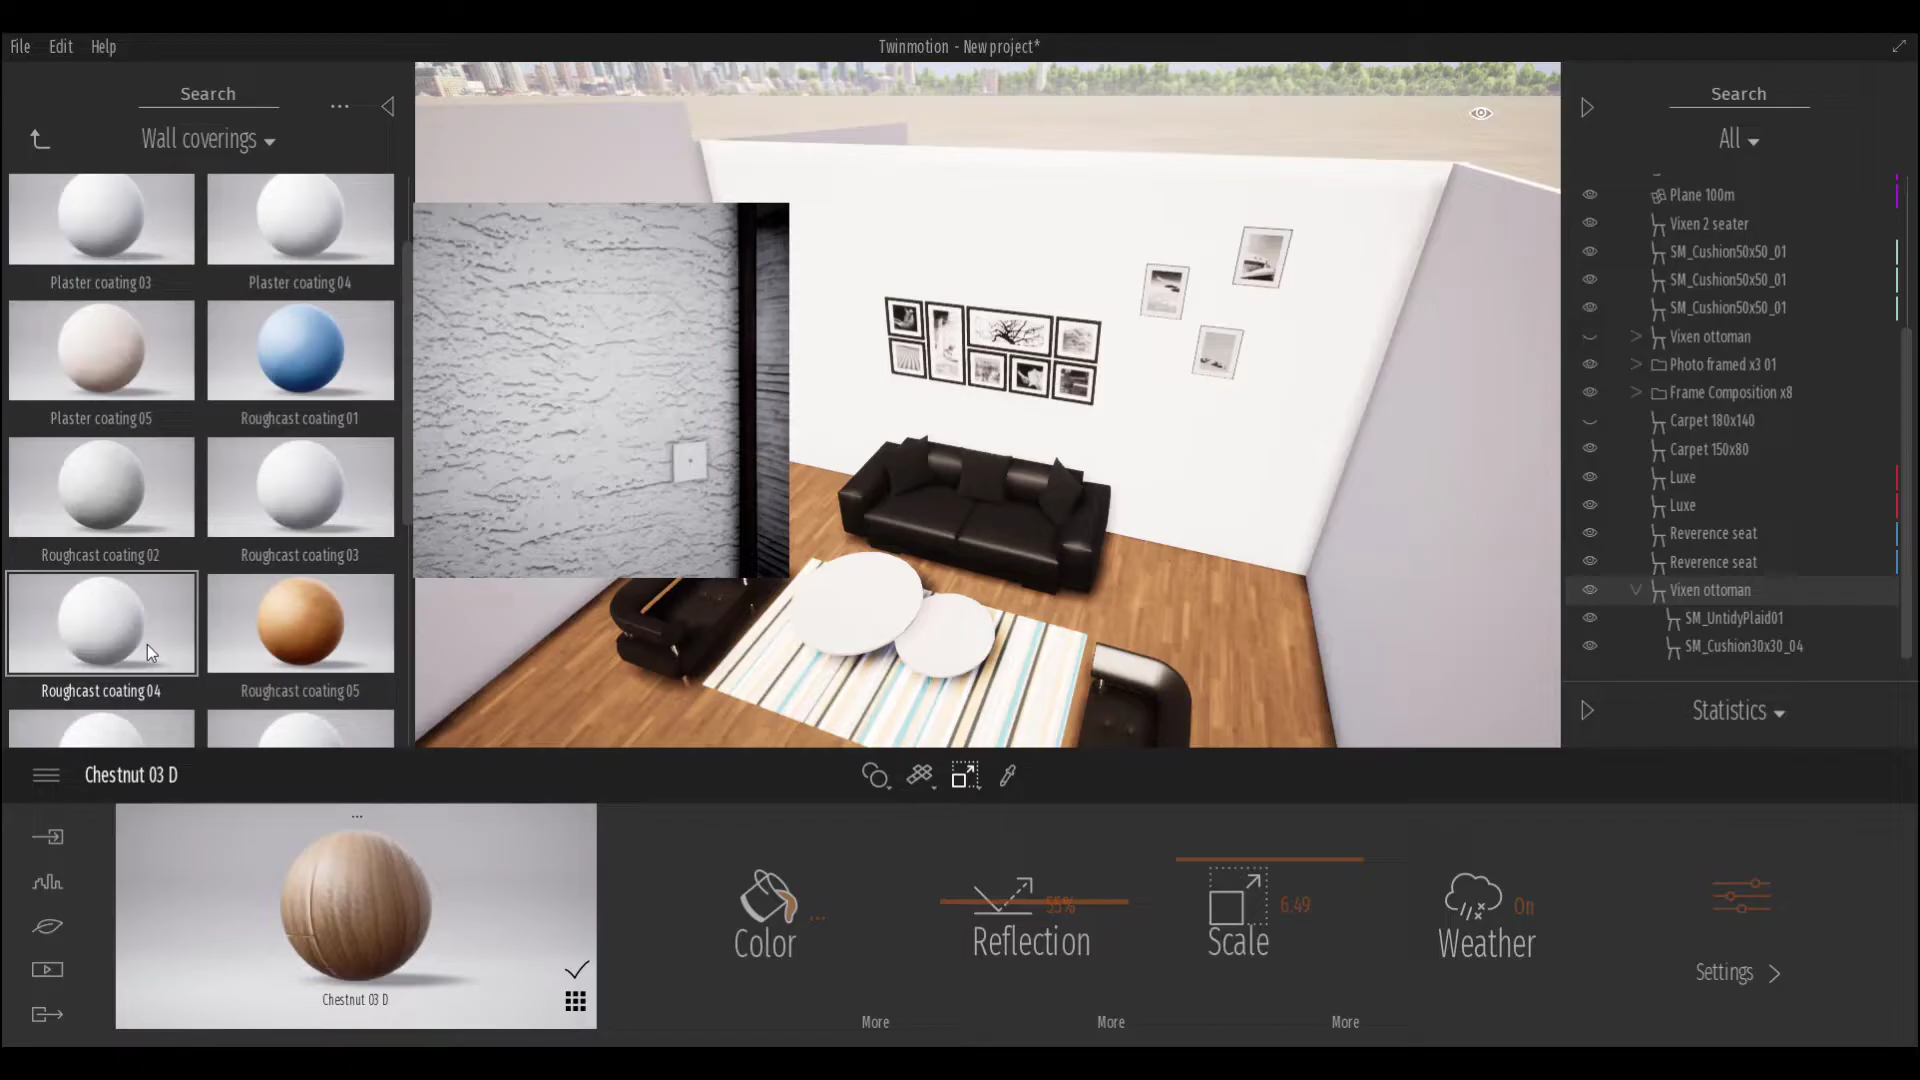 File Edit Help
Twinmotion - New project*
Search
...
Wall coverings
Plaster coating 03
Plaster coating 04
Plaster coating 05
Roughcast coating 01
Roughcast coating 02
Roughcast coating 03
Roughcast coating 04
Roughcast coating 05
Search
All
Plane 100m
Vixen 2 seater
SM_Cushion50x50_01
SM_Cushion50x50_01
SM_Cushion50x50_01
Vixen ottoman
Photo framed x3 01
Frame Composition x8
Carpet 180x140
Carpet 150x80
Luxe
Luxe
Reverence seat
Reverence seat
Vixen ottoman
SM_UntidyPlaid01
SM_Cushion30x30_04
Statistics
Chestnut 03 D
...
Chestnut 03 D
...
Color
More
55%
Reflection
More
6.49
Scale
More
On
Weather
Settings